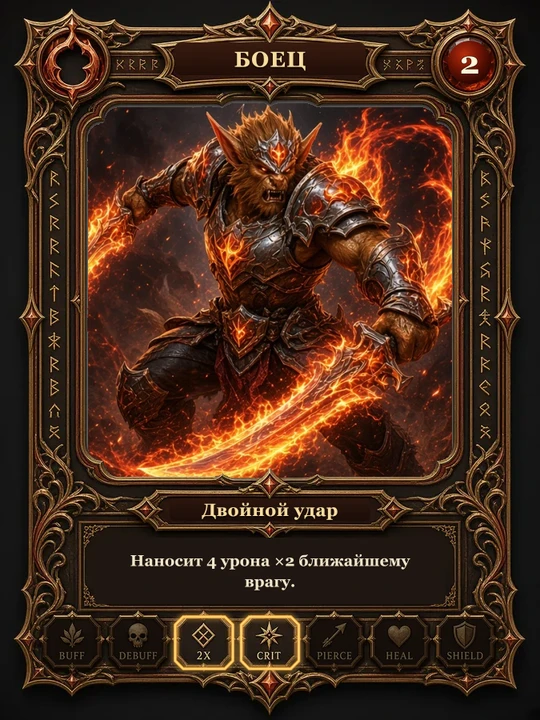 БОЕЦ
2
Двойной удар
Наносит 4 урона ×2 ближайшему
врагу.
BUFF
DEBUFF
2X
CRIT
PIERCE
HEAL
SHIELD